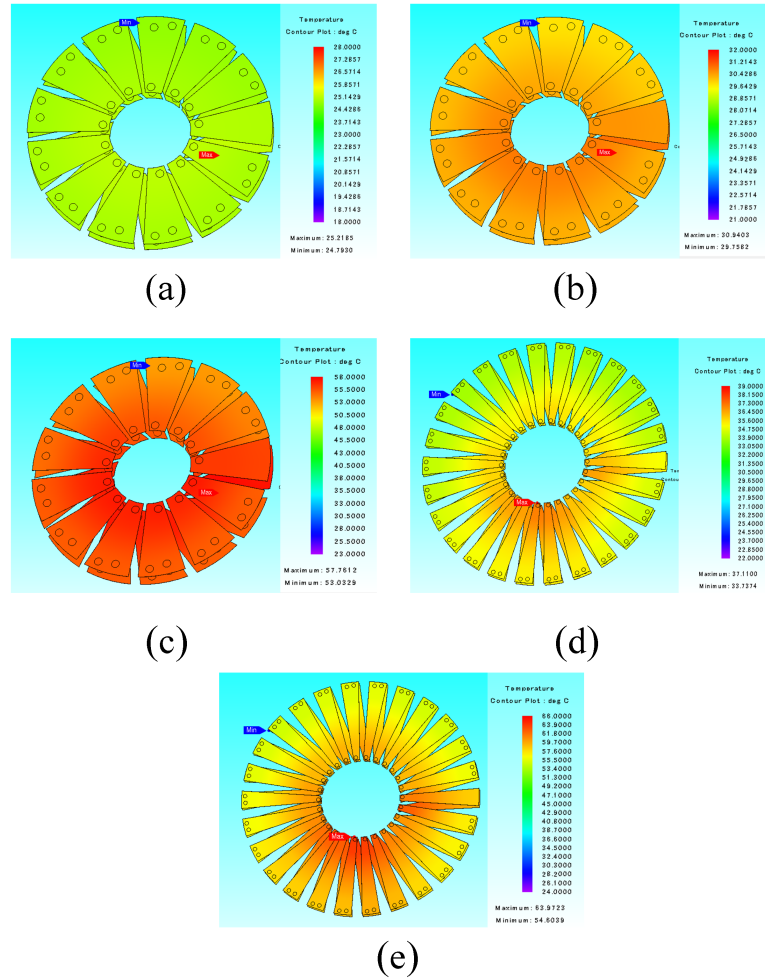 Min
Max
Temperature
Contour Plot : deg C
28.0000
27.2857
26.5714
25.8571
25.1429
24.4286
23.7143
23.0000
22.2857
21.5714
20.8571
20.1429
19.4286
18.7143
18.0000
Maximum : 25.2185
Minimum : 24.7930
(a)
Min
Max
Temperature
Contour Plot : deg C
32.0000
31.2143
30.4286
29.6429
28.8571
28.0714
27.2857
26.5000
25.7143
24.9286
24.1429
23.3571
22.5714
21.7857
21.0000
Maximum : 30.9403
Minimum : 29.7582
(b)
Min
Max
Temperature
Contour Plot : deg C
58.0000
55.5000
53.0000
50.5000
48.0000
45.5000
43.0000
40.5000
38.0000
35.5000
33.0000
30.5000
28.0000
25.5000
23.0000
Maximum : 57.7612
Minimum : 53.0329
(c)
Min
Max
Temperature
Contour Plot : deg C
Te
Contou
39.0000
38.1500
37.3000
36.4500
35.6000
34.7500
33.9000
33.0500
32.2000
31.3500
30.5000
29.6500
28.8000
27.9500
27.1000
26.2500
25.4000
24.5500
23.7000
22.8500
22.0000
Maximum : 37.1100
Minimum : 33.7374
(d)
Min
Max
Temperature
Contour Plot : deg C
66.0000
63.9000
61.8000
59.7000
57.6000
55.5000
53.4000
51.3000
49.2000
47.1000
45.0000
42.9000
40.8000
38.7000
36.6000
34.5000
32.4000
30.3000
28.2000
26.1000
24.0000
Maximum : 63.9723
Minimum : 54.6039
(e)